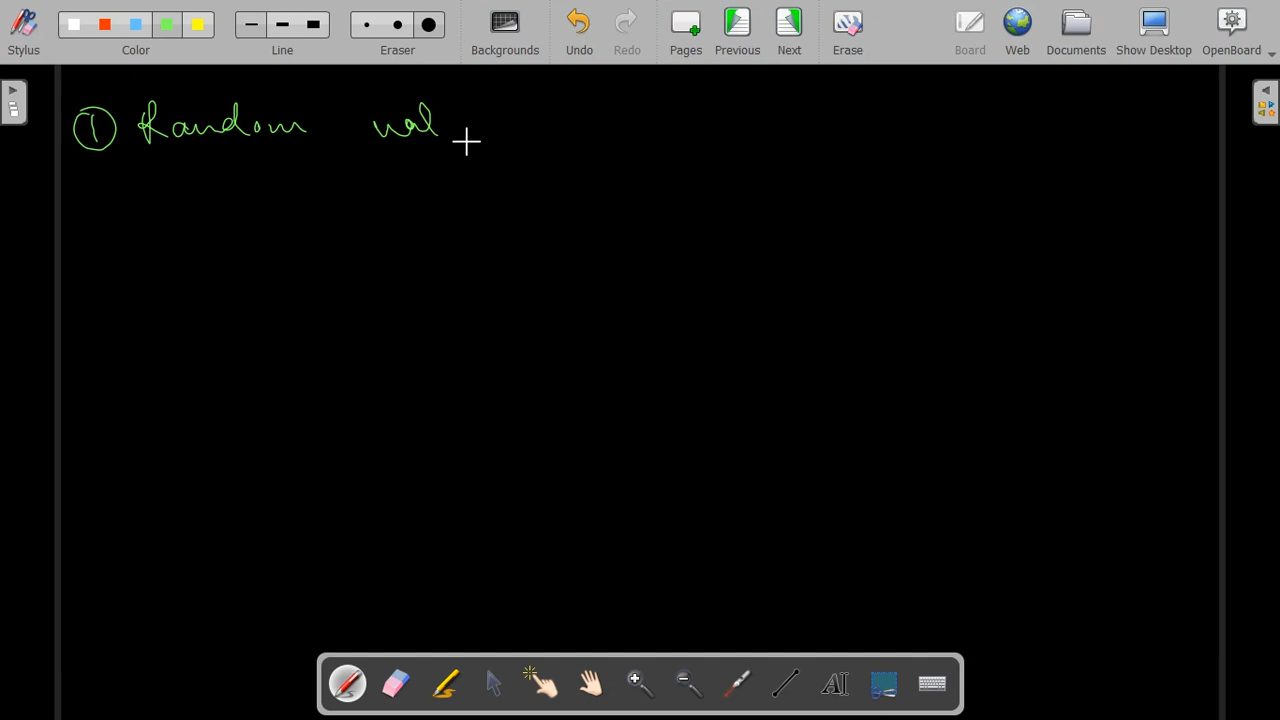 Stylus Color Line Eraser Backgrounds Undo Redo Pages Previous Next Erase Board Web Documents Show Desktop OpenBoard
① Random val